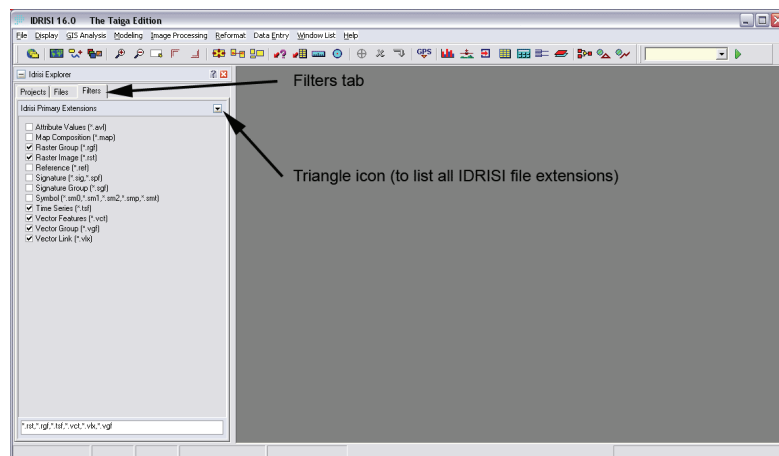 IDRISI 16.0 The Taiga Edition
File Display GIS Analysis Modeling Image Processing Reformat Data Entry Window List Help
GPS
Idrisi Explorer
Filters tab
Projects Files Filters
Idrisi Primary Extensions
Attribute Values (*.avl)
Map Composition (*.map)
Raster Group (*.rgf)
Raster Image (*.rst)
Reference (*.ref)
Signature (*.sig,*.spf)
Triangle icon (to list all IDRISI file extensions)
Signature Group (*.sgf)
Symbol (*.sm0,*.sm1,*.sm2,*.smp,*.smt)
Time Series (*.tsf)
Vector Features (*.vct)
Vector Group (*.vgf)
Vector Link (*.vlx)
*.rst,*.rgf,*.tsf,*.vct,*.vlx,*.vgf